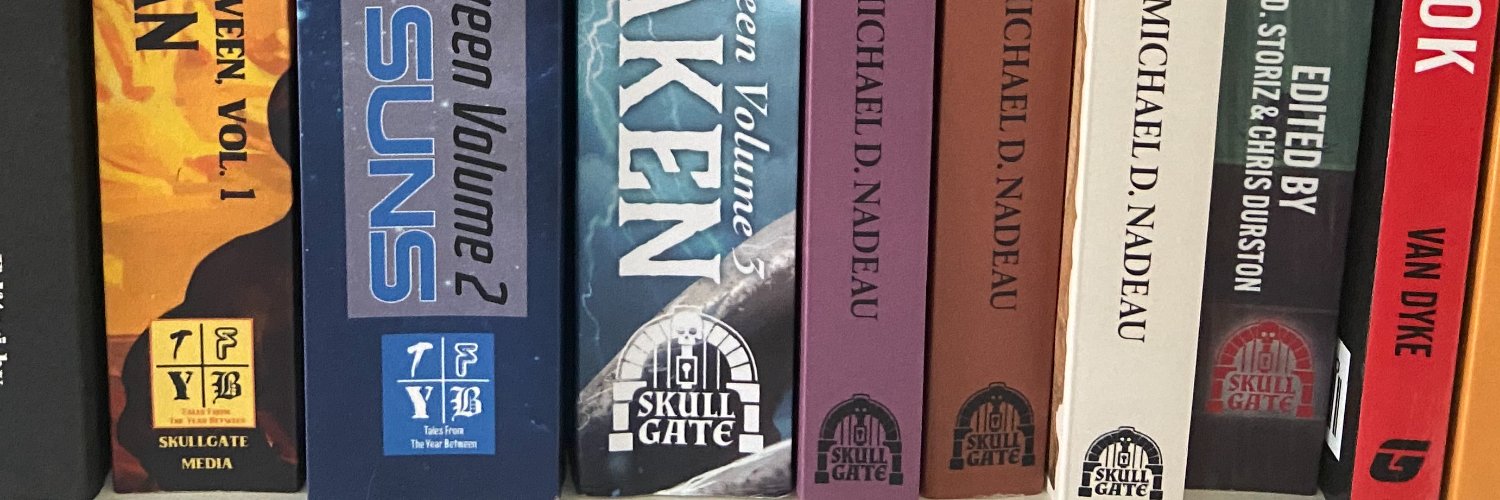 AN
VEEN, VOL. 1
T F
Y B
TALES FROM
THE YEAR BETWEEN
SKULLGATE
MEDIA
een Volume 2
SUNS
T F
Y B
Tales From
The Year Between
een Volume 3
AKEN
SKULL
GATE
MICHAEL D. NADEAU
SKULL
GATE
MICHAEL D. NADEAU
SKULL
GATE
MICHAEL D. NADEAU
SKULL
GATE
EDITED BY
D. STORIZ & CHRIS DURSTON
SKULL
GATE
OK
VAN DYKE